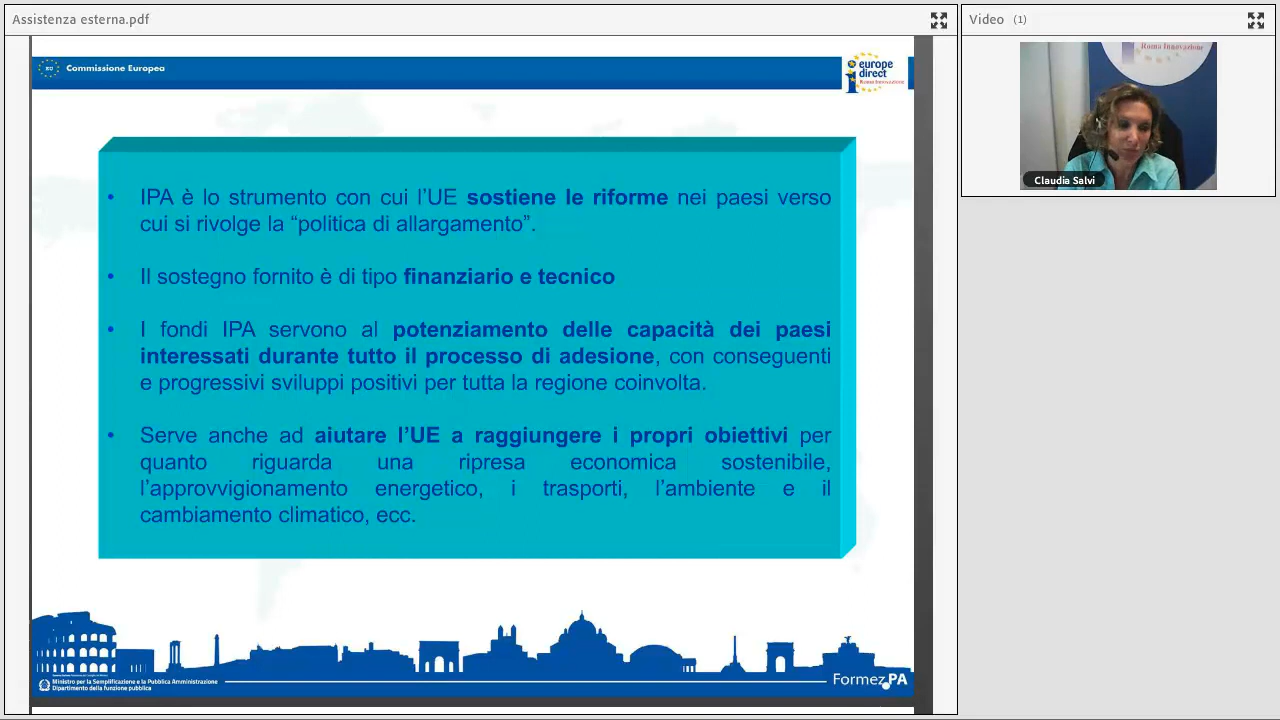 Assistenza esterna.pdf
Video (1)
Commissione Europea
europe
direct
Roma Innovazione
Roma Innovazione
Claudia Salvi
• IPA è lo strumento con cui l’UE sostiene le riforme nei paesi verso
cui si rivolge la “politica di allargamento”.
• Il sostegno fornito è di tipo finanziario e tecnico
• I fondi IPA servono al potenziamento delle capacità dei paesi
interessati durante tutto il processo di adesione, con conseguenti
e progressivi sviluppi positivi per tutta la regione coinvolta.
• Serve anche ad aiutare l’UE a raggiungere i propri obiettivi per
quanto riguarda una ripresa economica sostenibile,
l’approvvigionamento energetico, i trasporti, l’ambiente e il
cambiamento climatico, ecc.
Ministro per la Semplificazione e la Pubblica Amministrazione
Dipartimento della funzione pubblica
FormezPA